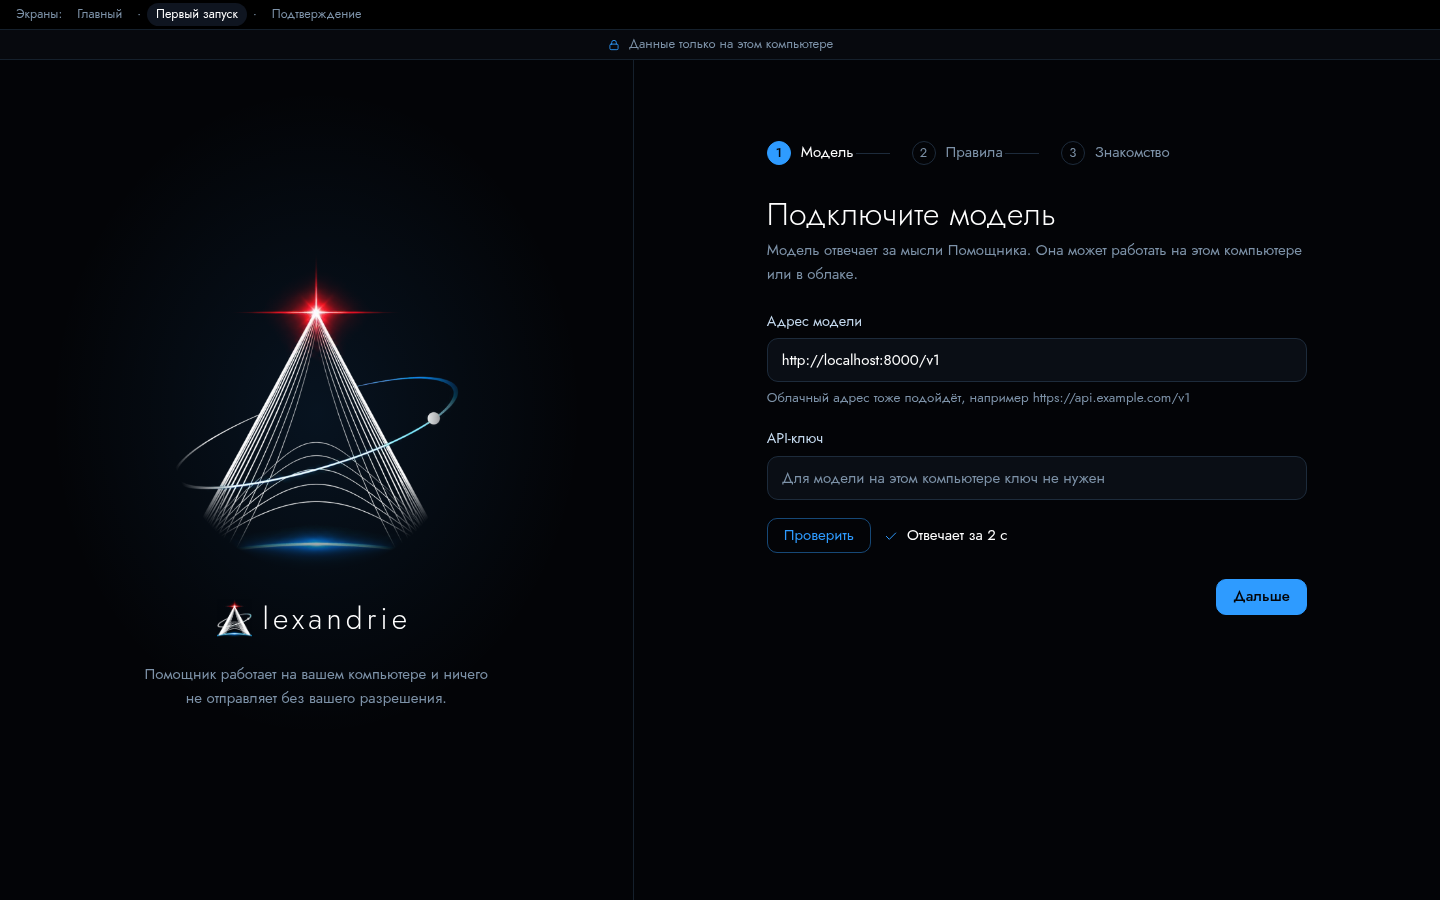 Экраны: Главный · Первый запуск · Подтверждение
Данные только на этом компьютере
lexandrie
Помощник работает на вашем компьютере и ничего
не отправляет без вашего разрешения.
1 Модель 2 Правила 3 Знакомство
Подключите модель
Модель отвечает за мысли Помощника. Она может работать на этом компьютере
или в облаке.
Адрес модели
http://localhost:8000/v1
Облачный адрес тоже подойдёт, например https://api.example.com/v1
API-ключ
Для модели на этом компьютере ключ не нужен
Проверить Отвечает за 2 с
Дальше